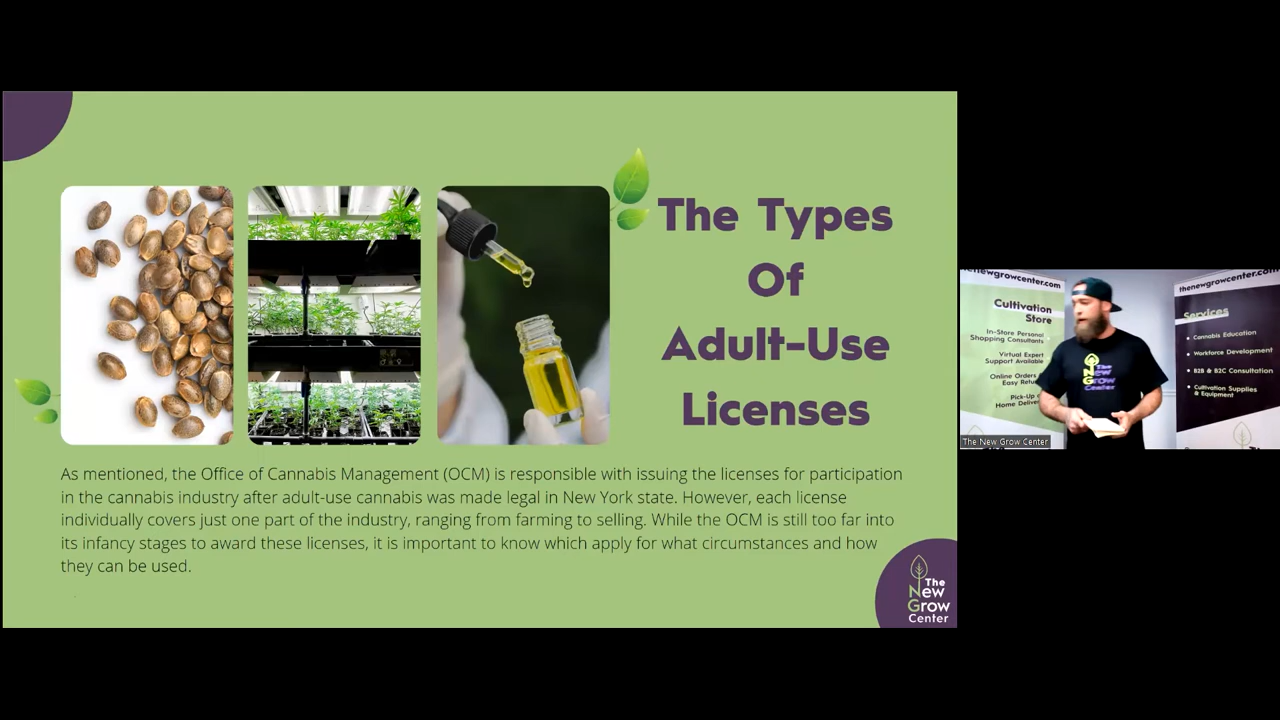 The Types
Of
Adult-Use
Licenses
As mentioned, the Office of Cannabis Management (OCM) is responsible with issuing the licenses for participation
in the cannabis industry after adult-use cannabis was made legal in New York state. However, each license
individually covers just one part of the industry, ranging from farming to selling. While the OCM is still too far into
its infancy stages to award these licenses, it is important to know which apply for what circumstances and how
they can be used.
The
New
Grow
Center
thenewgrowcenter.com
Cultivation
Store
In-Store Personal
Shopping Consultants
Virtual Expert
Support Available
Online Orders
Easy
Pick-Up
Home
The
New
Grow
Center
thenewgrowcenter.com
Services
• Cannabis Education
• Workforce Development
• B2B & B2C Consultation
• Cultivation Supplies
& Equipment
The New Grow Center